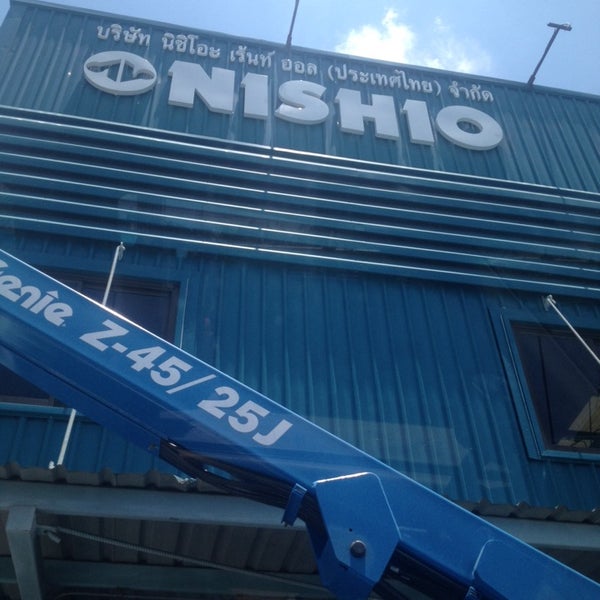 บริษัท นิชิโอะ เร้นท์ ออล (ประเทศไทย) จำกัด
NISHIO
Genie Z-45/25J